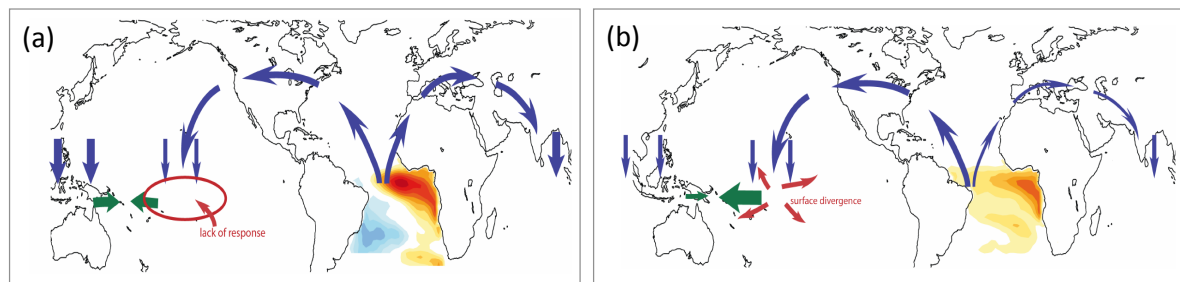 (a)
lack of response
(b)
surface divergence